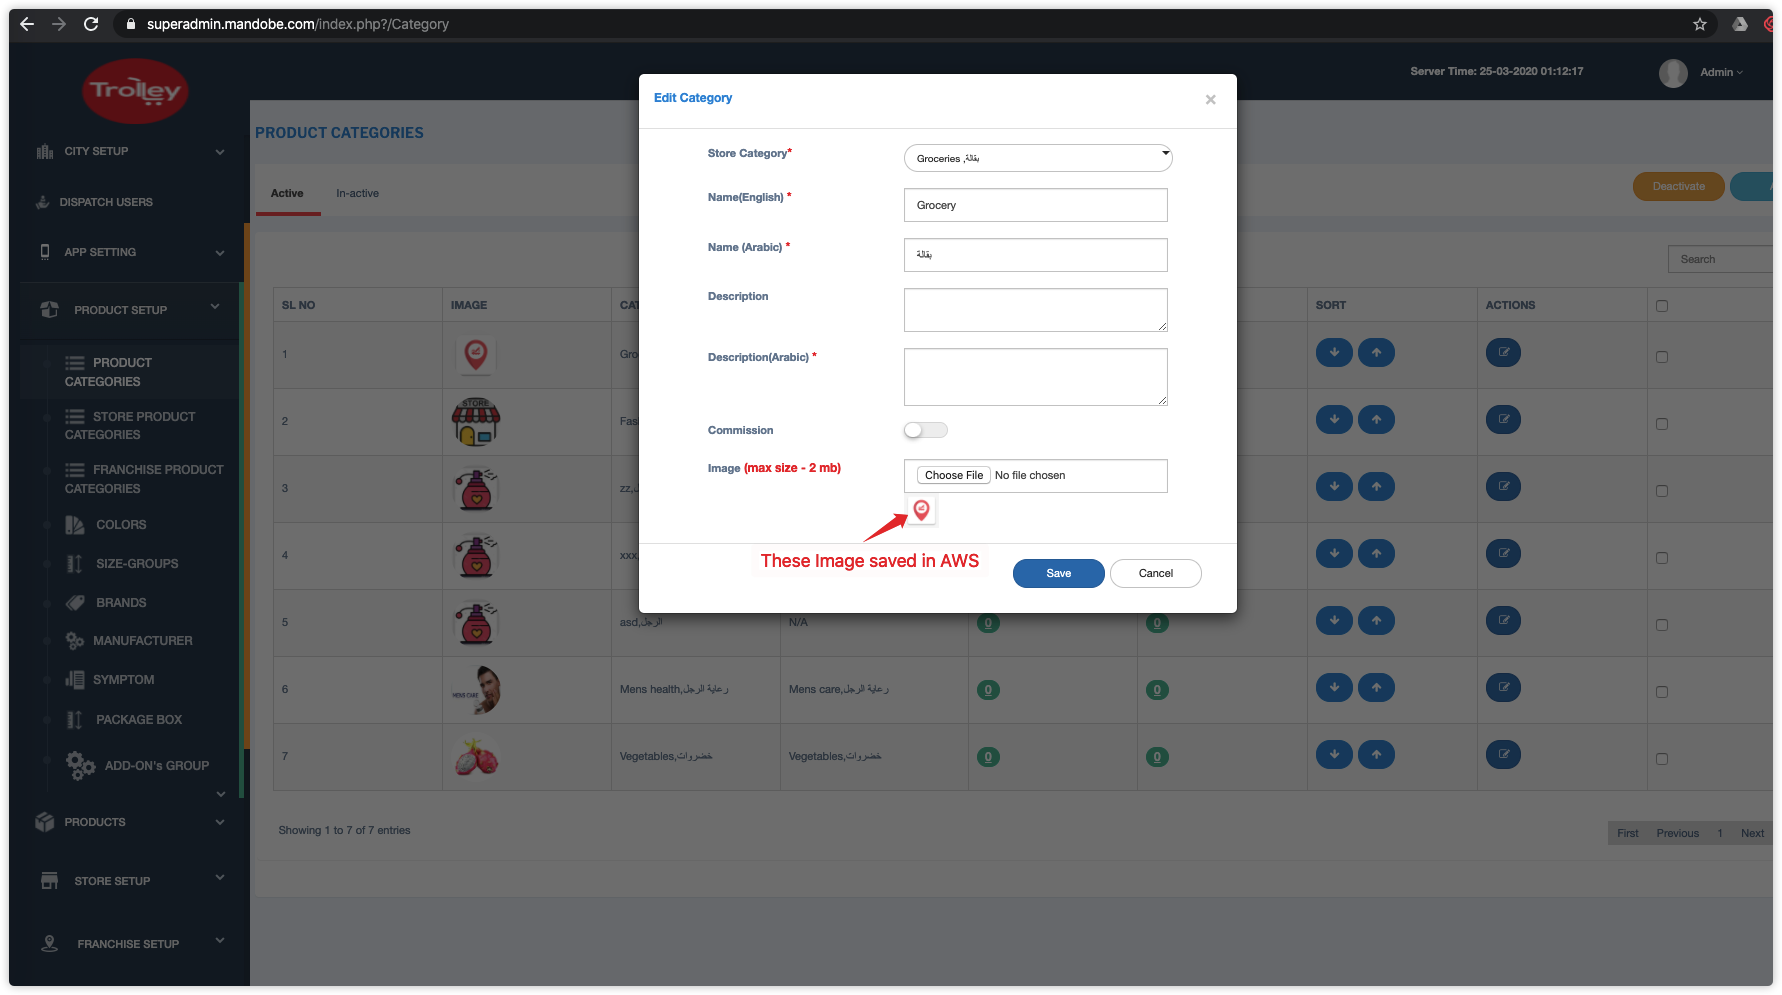 superadmin.mandobe.com/index.php?/Category
Trolley
Server Time: 25-03-2020 01:12:17
Admin
CITY SETUP
DISPATCH USERS
APP SETTING
PRODUCT SETUP
PRODUCT
CATEGORIES
STORE PRODUCT
CATEGORIES
FRANCHISE PRODUCT
CATEGORIES
COLORS
SIZE-GROUPS
BRANDS
MANUFACTURER
SYMPTOM
PACKAGE BOX
ADD-ON's GROUP
PRODUCTS
STORE SETUP
FRANCHISE SETUP
PRODUCT CATEGORIES
Active
In-active
Deactivate
Search
SL NO
IMAGE
CAT
SORT
ACTIONS
1
Gro
2
STORE
Fas
3
zz,
4
xxx,
5
asd,الرجل
N/A
0
0
6
MENS CARE
Mens health,رعاية الرجل
Mens care,رعاية الرجل
0
0
7
Vegetables,خضروات
Vegetables,خضروات
0
0
Showing 1 to 7 of 7 entries
First Previous 1 Next
Edit Category
×
Store Category*
Groceries ,بقالة
Name(English) *
Grocery
Name (Arabic) *
بقالة
Description
Description(Arabic) *
Commission
Image (max size - 2 mb)
Choose File No file chosen
These Image saved in AWS
Save
Cancel